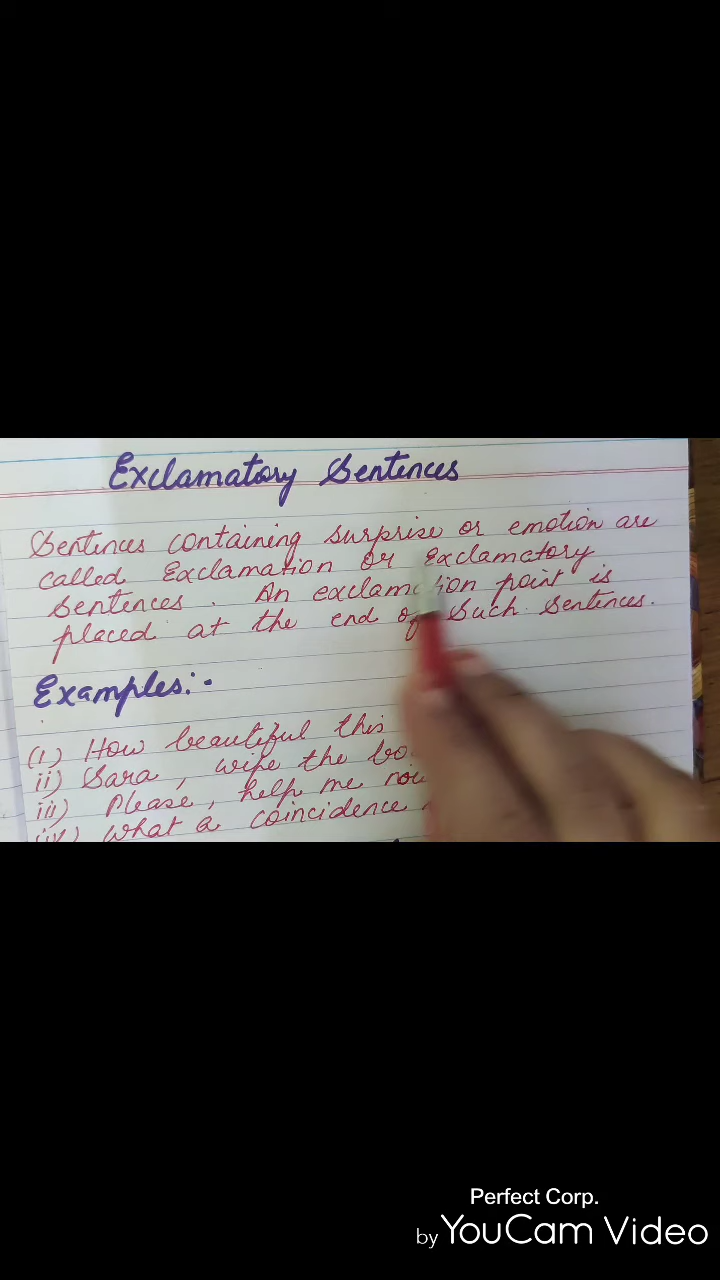 Exclamatory Sentences
Sentences containing surprise or emotion are
called Exclamation or Exclamatory
Sentences. An exclamation point is
placed at the end of Such Sentences.
Examples:-
(i) How beautiful this
ii) Sara, wipe the
iii) Please, help me
iv) What a coincidence
Perfect Corp.
by YouCam Video